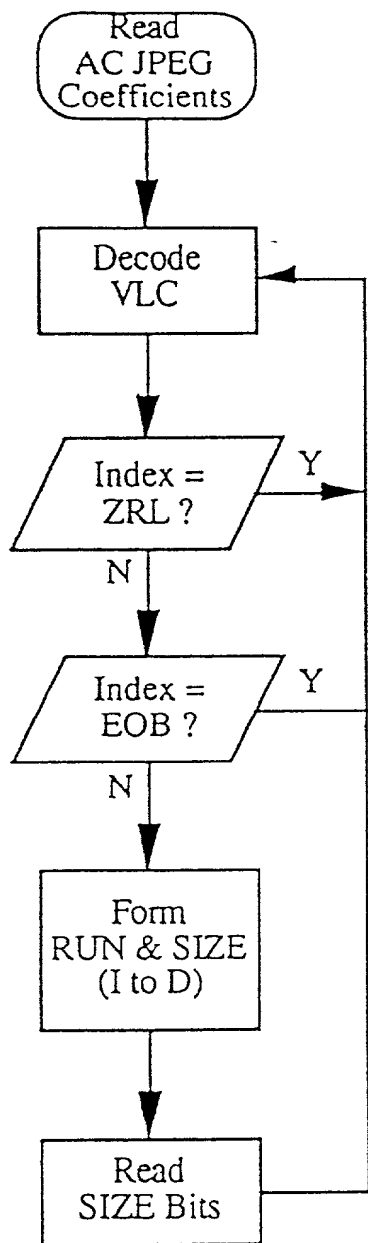 Read
AC JPEG
Coefficients
Decode
VLC
Index =
ZRL ?
Y
N
Index =
EOB ?
Y
N
Form
RUN & SIZE
(I to D)
Read
SIZE Bits